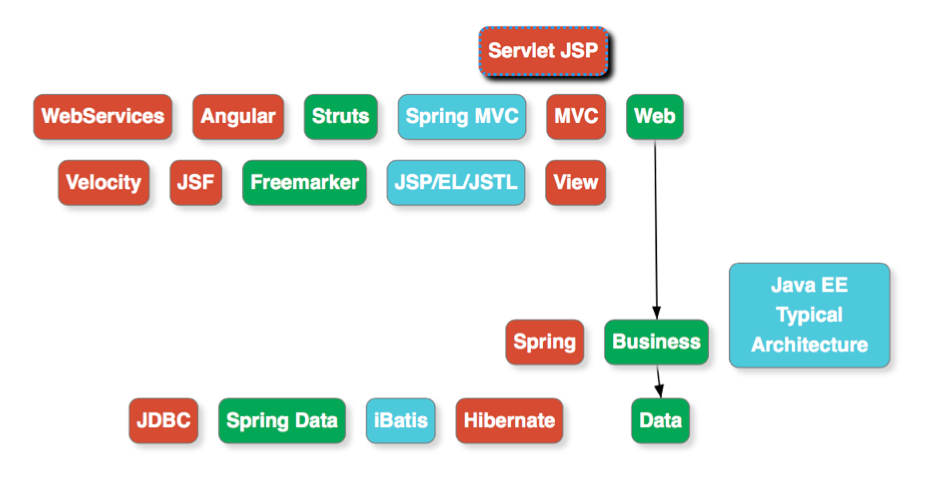 Servlet JSP
WebServices
Angular
Struts
Spring MVC
MVC
Web
Velocity
JSF
Freemarker
JSP/EL/JSTL
View
Java EE
Typical
Architecture
Spring
Business
JDBC
Spring Data
iBatis
Hibernate
Data